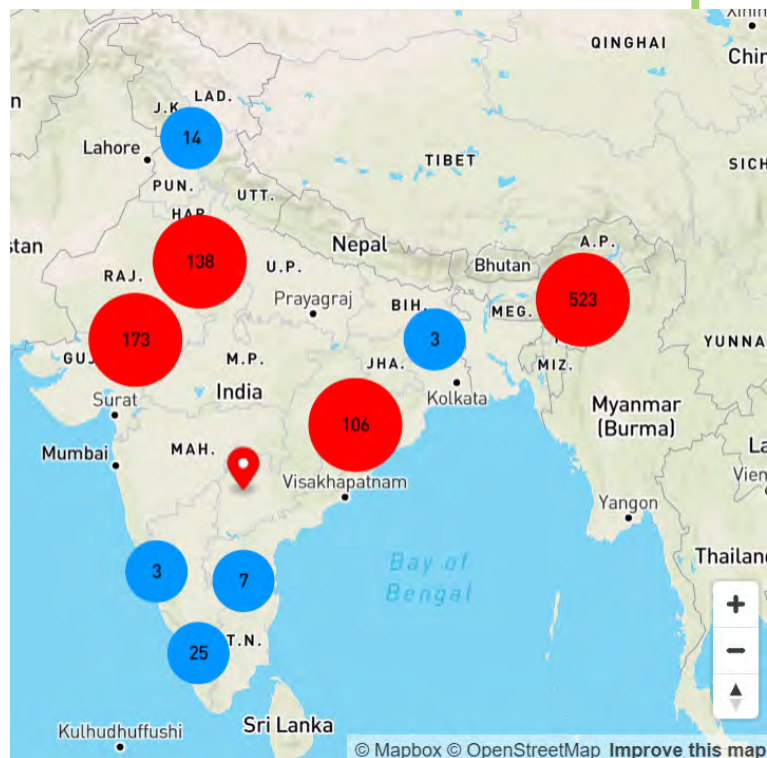 Xinin
QINGHAI
Chin
LAD.
J.K
14
Lahore
TIBET
SICH
PUN.
UTT.
HAR
stan
Nepal
A.P.
138
U.P.
Bhutan
RAJ.
Prayagraj
523
BIH.
MEG.
173
3
YUNNA
GUJ
M.P.
JHA.
MIZ.
India
Kolkata
Surat
Myanmar
(Burma)
106
MAH.
Mumbai
La
Visakhapatnam
Vien
Yangon
Bay of
Bengal
Thailand
3
7
+
T.N.
25
−
Sri Lanka
Kulhudhuffushi
© Mapbox © OpenStreetMap Improve this map